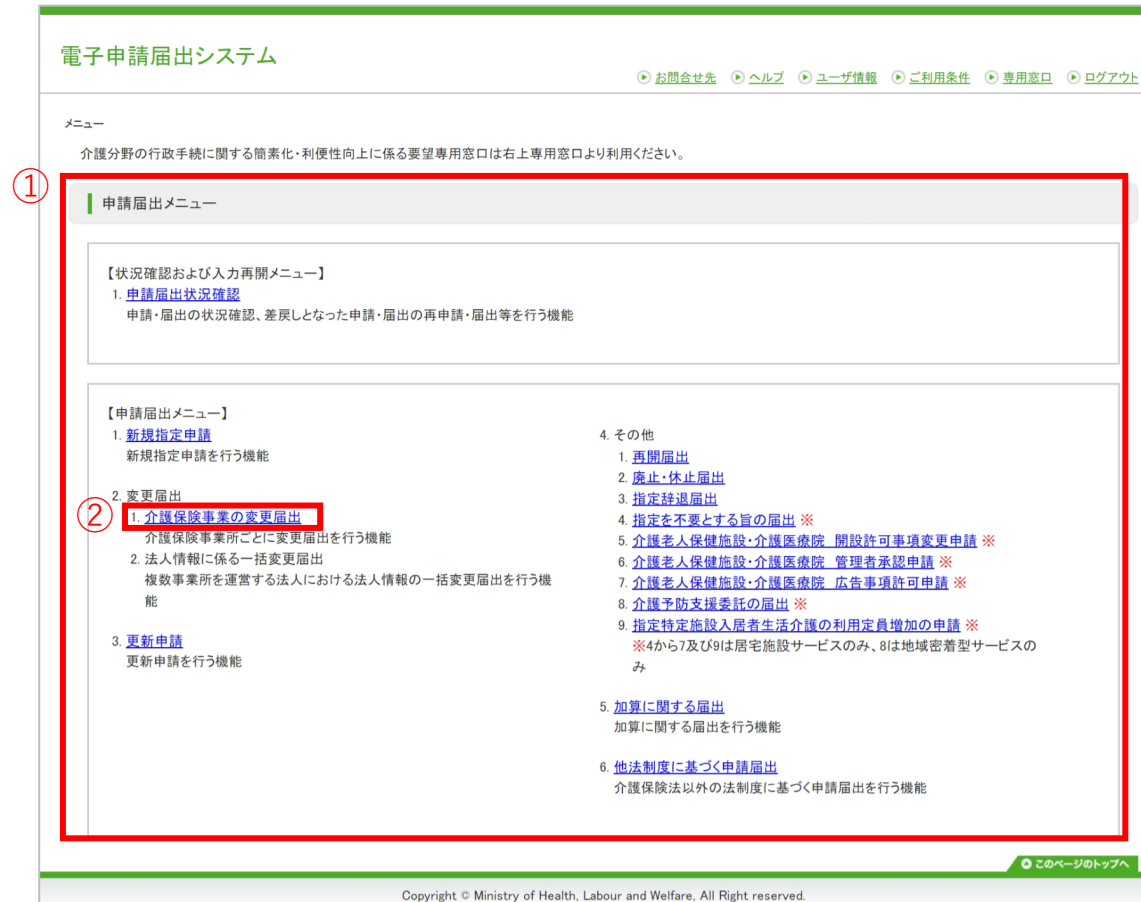 電子申請届出システム
お問合せ先 ヘルプ ユーザ情報 ご利用条件 専用窓口 ログアウト
メニュー
介護分野の行政手続に関する簡素化・利便性向上に係る要望専用窓口は右上専用窓口より利用ください。
①
申請届出メニュー
【状況確認および入力再開メニュー】
1. 申請届出状況確認
申請・届出の状況確認、差戻しとなった申請・届出の再申請・届出等を行う機能
【申請届出メニュー】
1. 新規指定申請
新規指定申請を行う機能
2. 変更届出
②
1. 介護保険事業の変更届出
介護保険事業所ごとに変更届出を行う機能
2. 法人情報に係る一括変更届出
複数事業所を運営する法人における法人情報の一括変更届出を行う機
能
3. 更新申請
更新申請を行う機能
4. その他
1. 再開届出
2. 廃止・休止届出
3. 指定辞退届出
4. 指定を不要とする旨の届出 ※
5. 介護老人保健施設・介護医療院 開設許可事項変更申請 ※
6. 介護老人保健施設・介護医療院 管理者承認申請 ※
7. 介護老人保健施設・介護医療院 広告事項許可申請 ※
8. 介護予防支援委託の届出 ※
9. 指定特定施設入居者生活介護の利用定員増加の申請 ※
※4から7及び9は居宅施設サービスのみ、8は地域密着型サービスの
み
5. 加算に関する届出
加算に関する届出を行う機能
6. 他法制度に基づく申請届出
介護保険法以外の法制度に基づく申請届出を行う機能
このページのトップへ
Copyright © Ministry of Health, Labour and Welfare, All Right reserved.